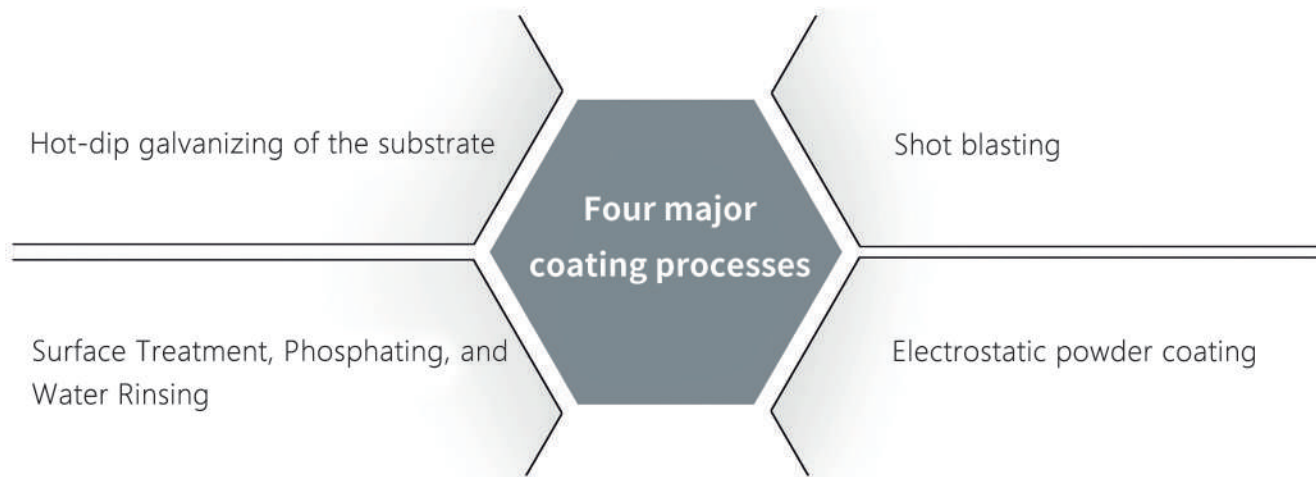 Hot-dip galvanizing of the substrate
Shot blasting
Four major
coating processes
Surface Treatment, Phosphating, and
Water Rinsing
Electrostatic powder coating